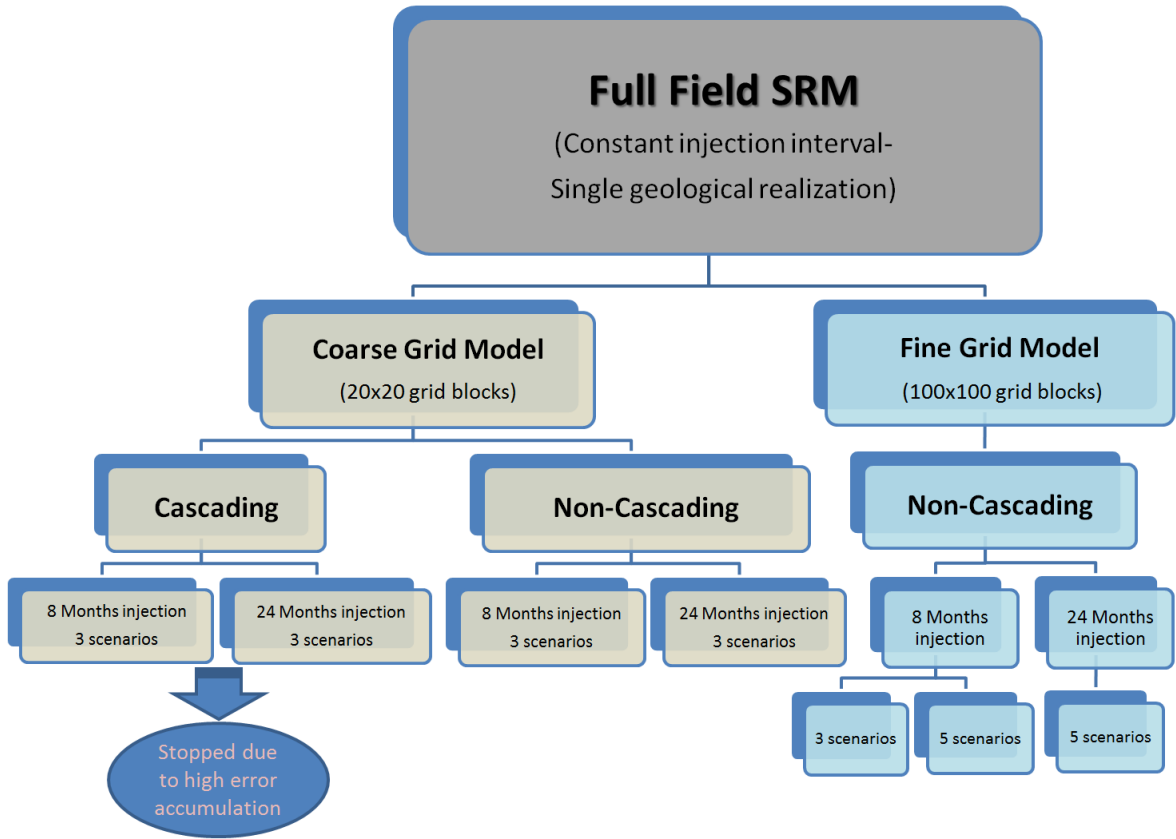 Full Field SRM
(Constant injection interval-
Single geological realization)
Coarse Grid Model
(20x20 grid blocks)
Fine Grid Model
(100x100 grid blocks)
Cascading
Non-Cascading
Non-Cascading
8 Months injection
3 scenarios
24 Months injection
3 scenarios
8 Months injection
3 scenarios
24 Months injection
3 scenarios
8 Months
injection
24 Months
injection
3 scenarios
5 scenarios
5 scenarios
Stopped due
to high error
accumulation